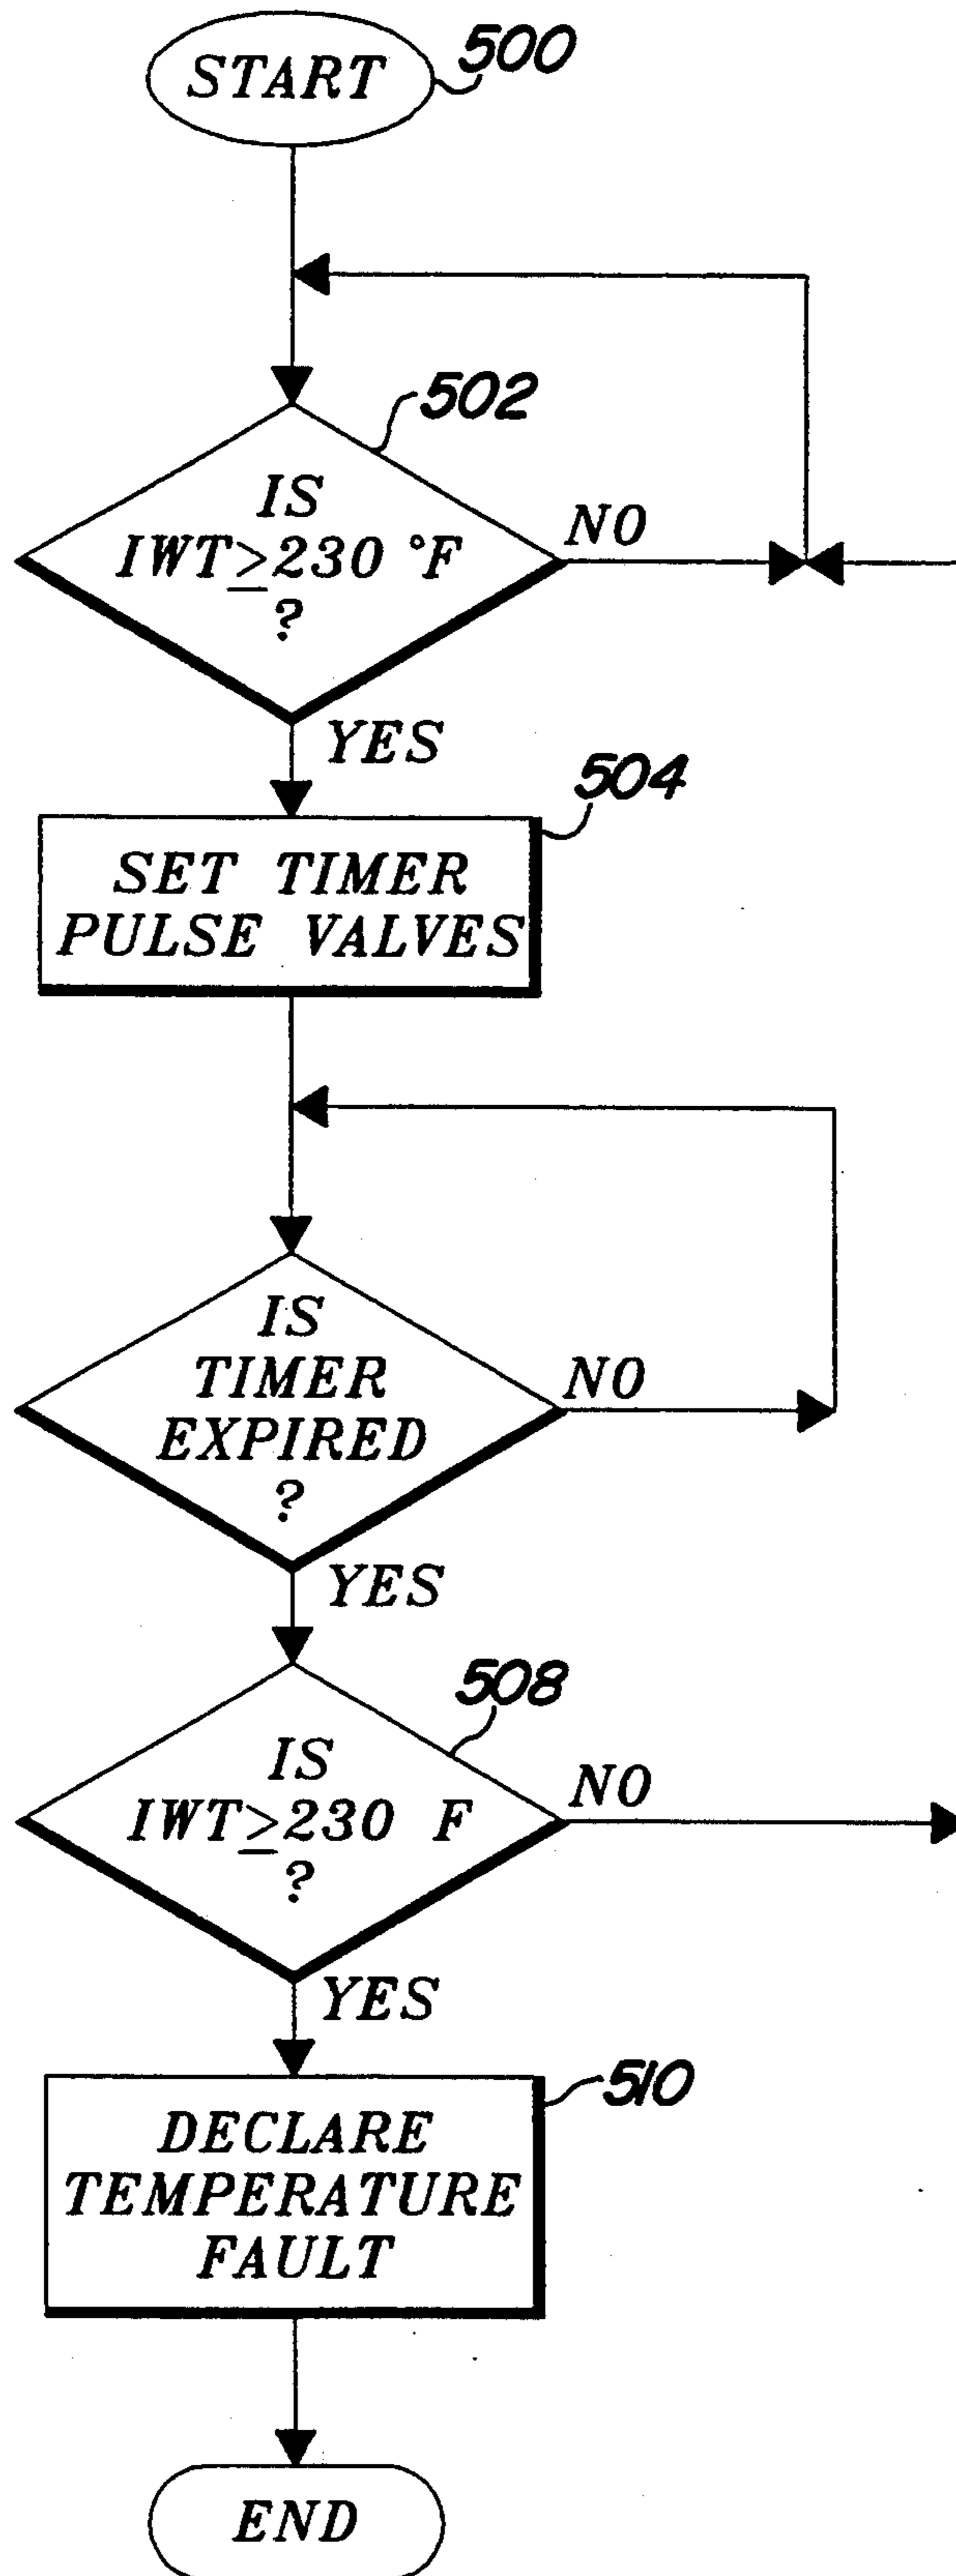 START
500
502
IS
IWT≥230 °F
?
NO
YES
504
SET TIMER
PULSE VALVES
IS
TIMER
EXPIRED
?
NO
YES
508
IS
IWT≥230 F
?
NO
YES
510
DECLARE
TEMPERATURE
FAULT
END